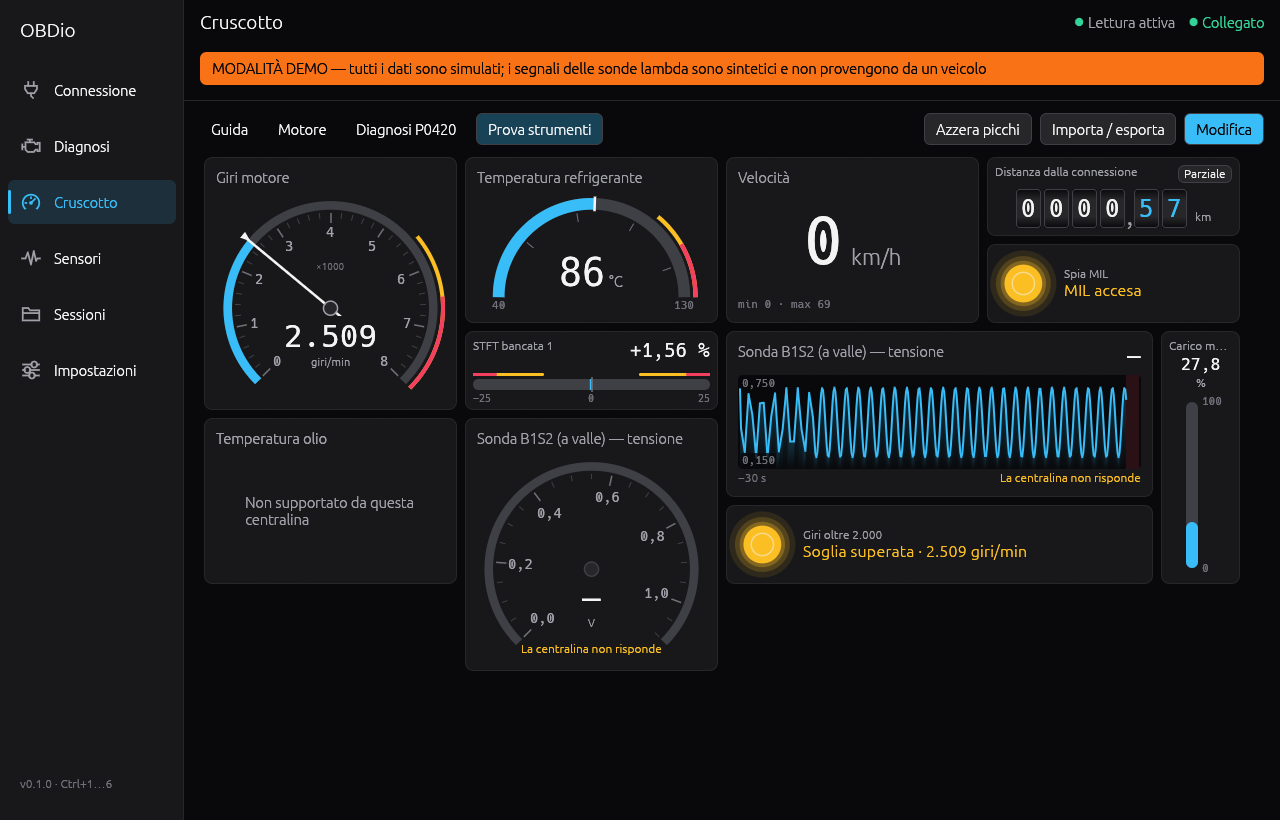 OBDio
Connessione
Diagnosi
Cruscotto
Sensori
Sessioni
Impostazioni
v0.1.0 · Ctrl+1…6
Cruscotto
Lettura attiva
Collegato
MODALITÀ DEMO — tutti i dati sono simulati; i segnali delle sonde lambda sono sintetici e non provengono da un veicolo
Guida
Motore
Diagnosi P0420
Prova strumenti
Azzera picchi
Importa / esporta
Modifica
Giri motore
0
1
2
3
4
5
6
7
8
×1000
2.509
giri/min
Temperatura refrigerante
86 °C
40
130
Velocità
0 km/h
min 0 · max 69
Distanza dalla connessione
Parziale
0000,57 km
Spia MIL
MIL accesa
STFT bancata 1
+1,56 %
−25
0
25
Sonda B1S2 (a valle) — tensione
—
0,750
0,150
−30 s
La centralina non risponde
Carico m…
27,8
%
100
0
Temperatura olio
Non supportato da questa
centralina
Sonda B1S2 (a valle) — tensione
0,0
0,2
0,4
0,6
0,8
1,0
—
V
La centralina non risponde
Giri oltre 2.000
Soglia superata · 2.509 giri/min